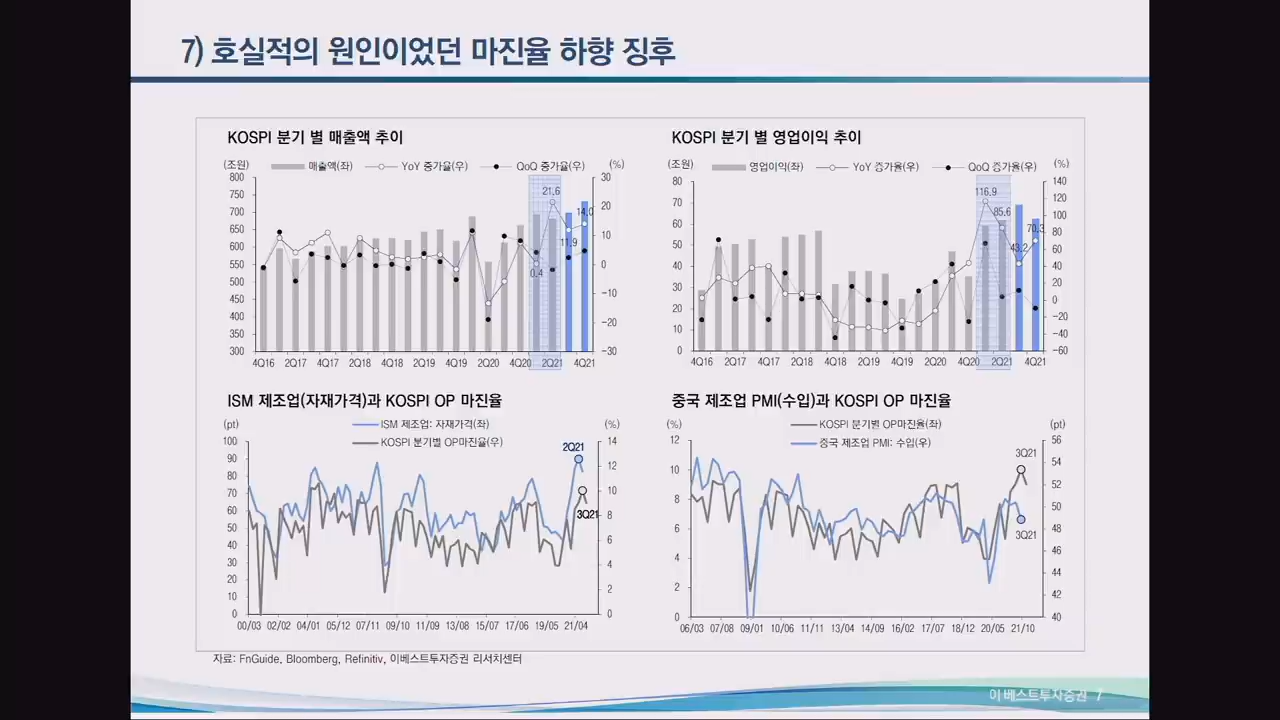 7) 호실적의 원인이었던 마진율 하향 징후
KOSPI 분기 별 매출액 추이
(조원) 매출액(좌) YoY 증가율(우) QoQ 증가율(우) (%)
800 750 700 650 600 550 500 450 400 350 300
30 20 10 0 -10 -20 -30
21.6 14.0 11.9 0.4
4Q16 2Q17 4Q17 2Q18 4Q18 2Q19 4Q19 2Q20 4Q20 2Q21 4Q21
KOSPI 분기 별 영업이익 추이
(조원) 영업이익(좌) YoY 증가율(우) QoQ 증가율(우) (%)
80 70 60 50 40 30 20 10 0
140 120 100 80 60 40 20 0 -20 -40 -60
116.9 85.6 43.2 70.3
4Q16 2Q17 4Q17 2Q18 4Q18 2Q19 4Q19 2Q20 4Q20 2Q21 4Q21
ISM 제조업(자재가격)과 KOSPI OP 마진율
(pt) ISM 제조업: 자재가격(좌) (%)
KOSPI 분기별 OP마진율(우)
100 90 80 70 60 50 40 30 20 10 0
14 12 10 8 6 4 2 0
2Q21
3Q21
00/03 02/02 04/01 05/12 07/11 09/10 11/09 13/08 15/07 17/06 19/05 21/04
중국 제조업 PMI(수입)과 KOSPI OP 마진율
(%) KOSPI 분기별 OP마진율(좌) (pt)
중국 제조업 PMI: 수입(우)
12 10 8 6 4 2 0
56 54 52 50 48 46 44 42 40
3Q21
3Q21
06/03 07/08 09/01 10/06 11/11 13/04 14/09 16/02 17/07 18/12 20/05 21/10
자료: FnGuide, Bloomberg, Refinitiv, 이베스트투자증권 리서치센터
이베스트투자증권 7